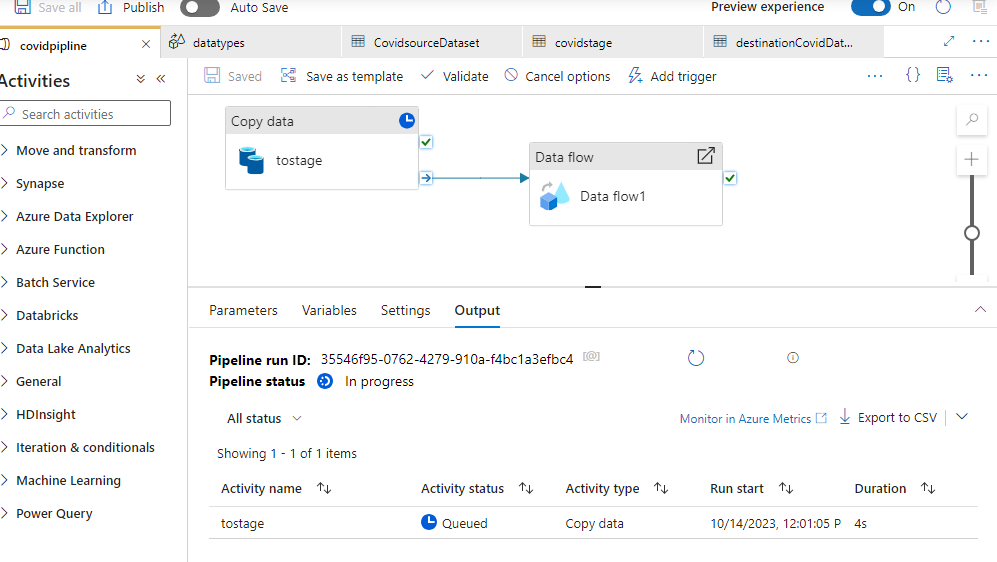 Save all Publish Auto Save Preview experience On
covidpipline datatypes CovidsourceDataset covidstage destinationCovidDat...
Activities
Search activities
Move and transform
Synapse
Azure Data Explorer
Azure Function
Batch Service
Databricks
Data Lake Analytics
General
HDInsight
Iteration & conditionals
Machine Learning
Power Query
Saved Save as template Validate Cancel options Add trigger
Copy data
tostage
Data flow
Data flow1
Parameters Variables Settings Output
Pipeline run ID: 35546f95-0762-4279-910a-f4bc1a3efbc4
Pipeline status In progress
All status Monitor in Azure Metrics Export to CSV
Showing 1 - 1 of 1 items
Activity name Activity status Activity type Run start Duration
tostage Queued Copy data 10/14/2023, 12:01:05 P 4s